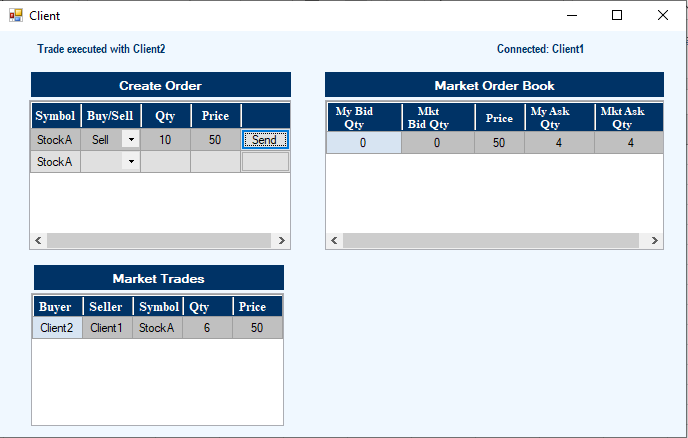 Client
Trade executed with Client2
Connected: Client1
Create Order
Symbol Buy/Sell Qty Price
StockA Sell 10 50 Send
StockA
Market Order Book
My Bid Qty Mkt Bid Qty Price My Ask Qty Mkt Ask Qty
0 0 50 4 4
Market Trades
Buyer Seller Symbol Qty Price
Client2 Client1 StockA 6 50